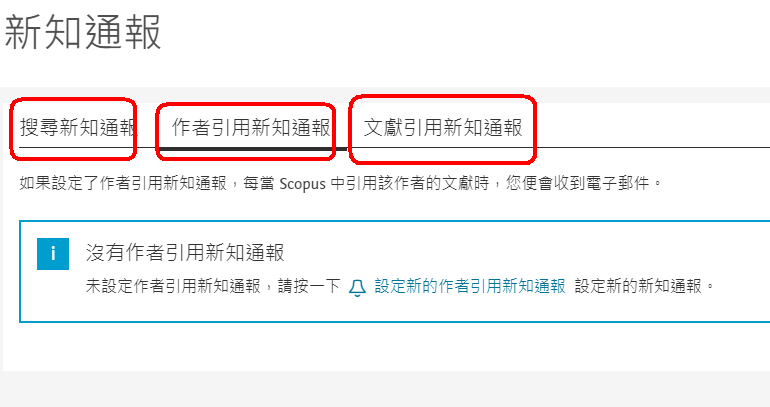 新知通報
搜尋新知通報 作者引用新知通報 文獻引用新知通報
如果設定了作者引用新知通報，每當 Scopus 中引用該作者的文獻時，您便會收到電子郵件。
i 沒有作者引用新知通報
未設定作者引用新知通報，請按一下 設定新的作者引用新知通報 設定新的新知通報。